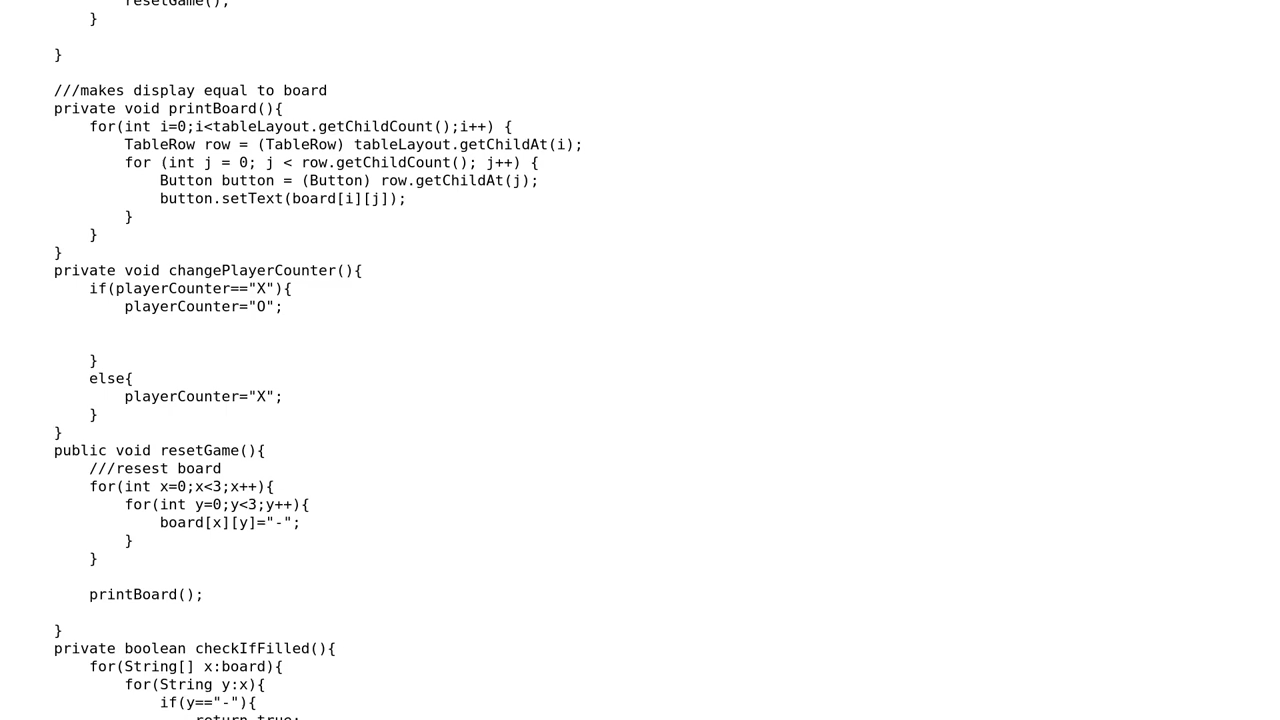 resetGame();
}
}
///makes display equal to board
private void printBoard(){
for(int i=0;i<tableLayout.getChildCount();i++) {
TableRow row = (TableRow) tableLayout.getChildAt(i);
for (int j = 0; j < row.getChildCount(); j++) {
Button button = (Button) row.getChildAt(j);
button.setText(board[i][j]);
}
}
}
private void changePlayerCounter(){
if(playerCounter=="X"){
playerCounter="O";
}
else{
playerCounter="X";
}
}
public void resetGame(){
///resest board
for(int x=0;x<3;x++){
for(int y=0;y<3;y++){
board[x][y]="-";
}
}
printBoard();
}
private boolean checkIfFilled(){
for(String[] x:board){
for(String y:x){
if(y=="-"){
return true;